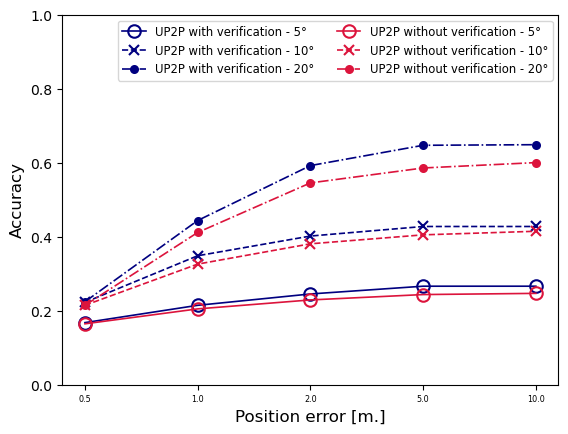 1.0
0.8
0.6
0.4
0.2
0.0
Accuracy
UP2P with verification - 5°
UP2P with verification - 10°
UP2P with verification - 20°
UP2P without verification - 5°
UP2P without verification - 10°
UP2P without verification - 20°
0.5 1.0 2.0 5.0 10.0
Position error [m.]